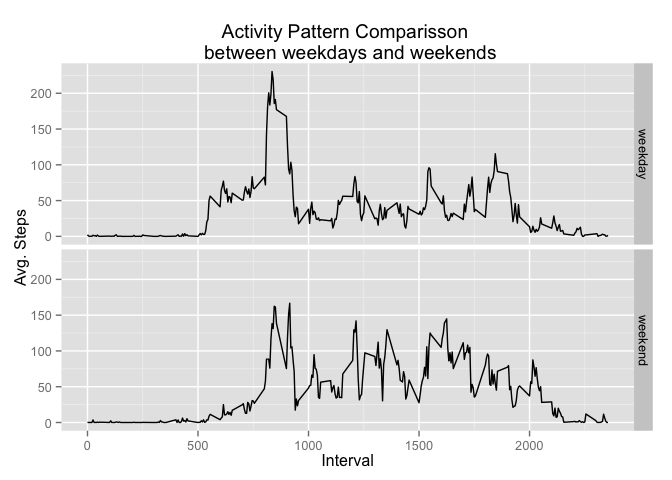 Activity Pattern Comparisson
between weekdays and weekends
Avg. Steps
200
150
100
50
0
weekday
200
150
100
50
0
weekend
0 500 1000 1500 2000
Interval